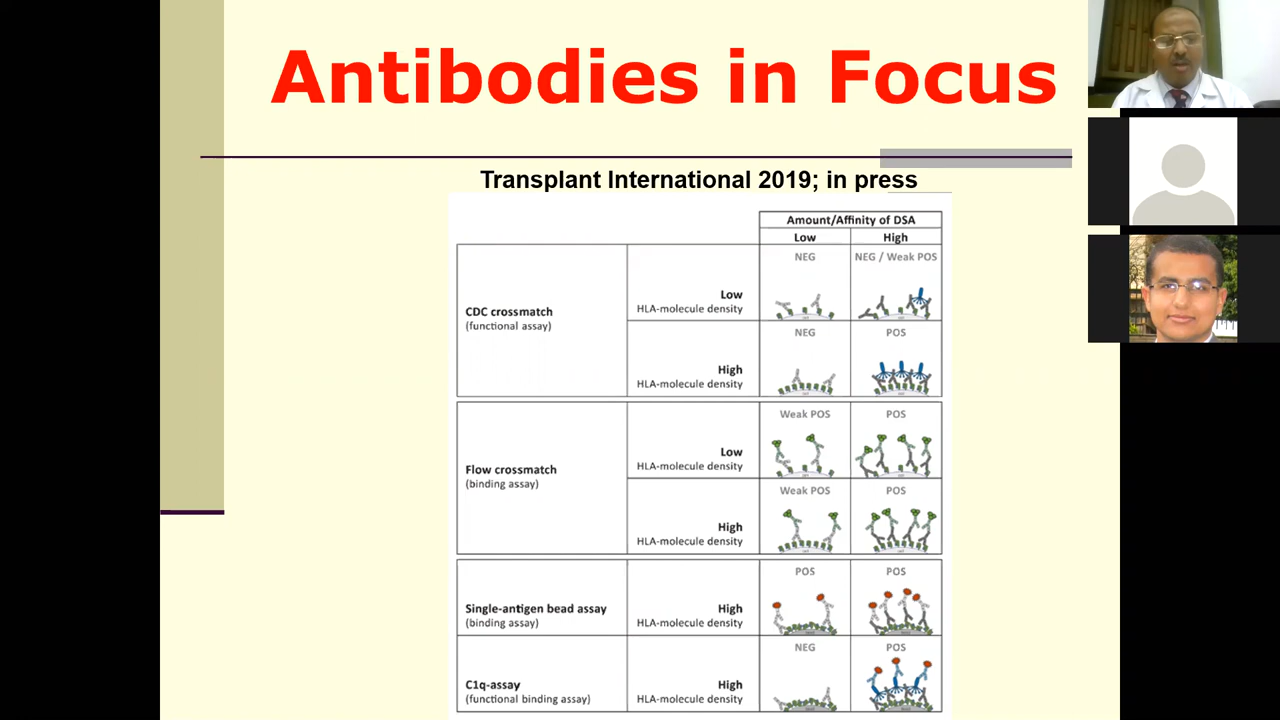 Antibodies in Focus
Transplant International 2019; in press
Amount/Affinity of DSA
Low High
NEG NEG / Weak POS
CDC crossmatch
(functional assay)
Low
HLA-molecule density
NEG POS
High
HLA-molecule density
Weak POS POS
Flow crossmatch
(binding assay)
Low
HLA-molecule density
Weak POS POS
High
HLA-molecule density
POS POS
Single-antigen bead assay
(binding assay)
High
HLA-molecule density
NEG POS
C1q-assay
(functional binding assay)
High
HLA-molecule density